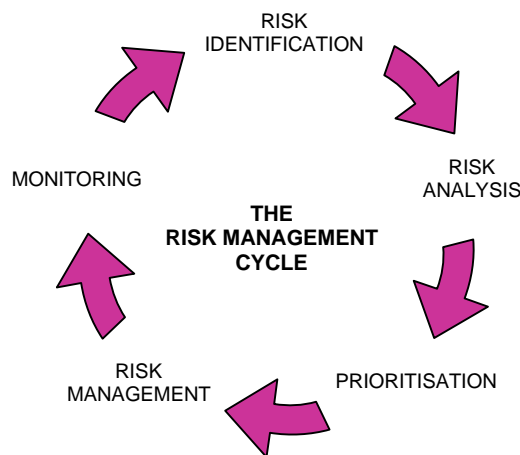 RISK
IDENTIFICATION
RISK
ANALYSIS
PRIORITISATION
RISK
MANAGEMENT
MONITORING
THE
RISK MANAGEMENT
CYCLE